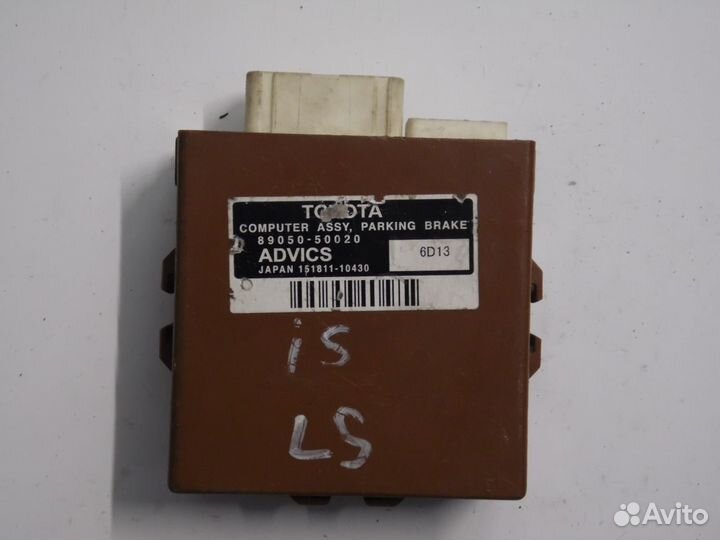 TOYOTA
COMPUTER ASSY, PARKING BRAKE
89050-50020
ADVICS
6D13
JAPAN 151811-10430
is
LS
Avito